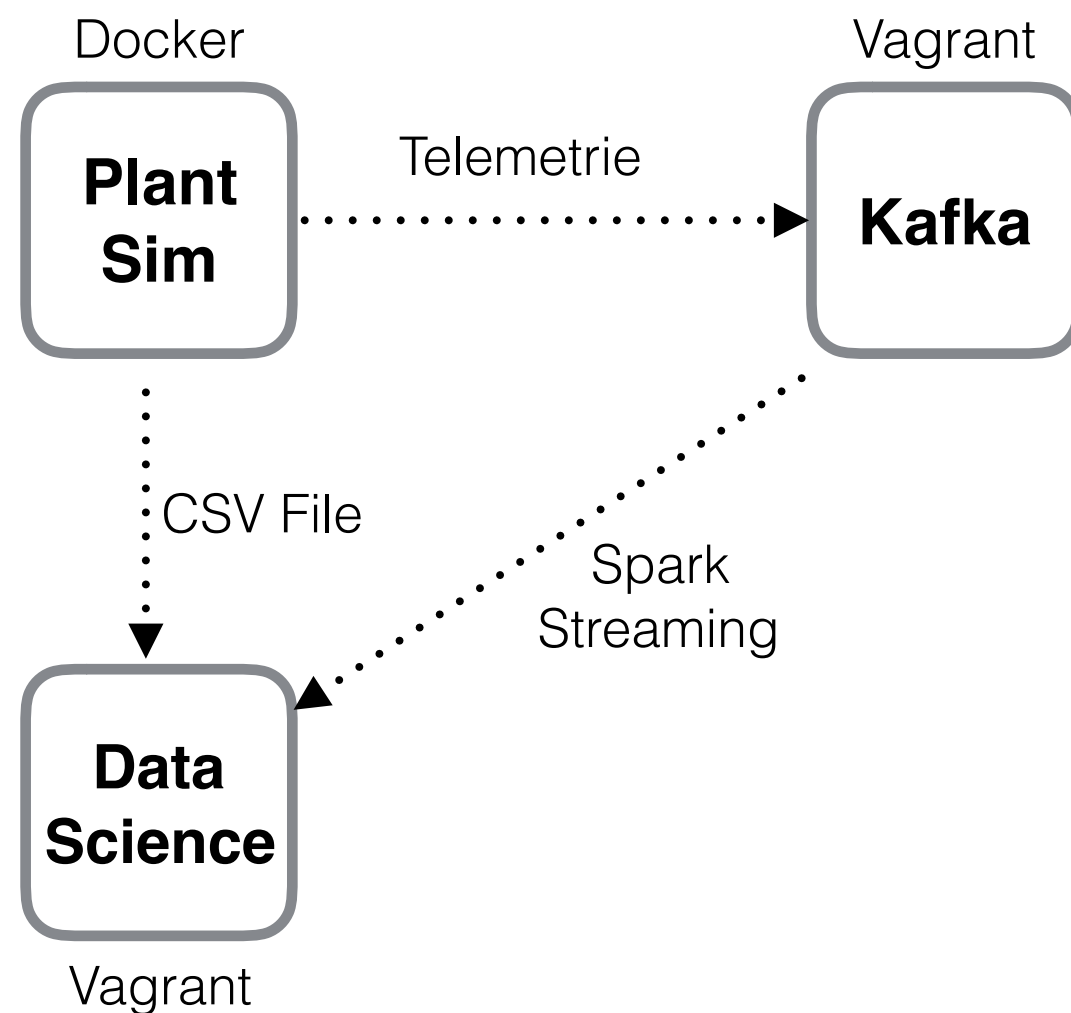 Docker
Vagrant
Plant
Sim
Telemetrie
Kafka
CSV File
Spark
Streaming
Data
Science
Vagrant